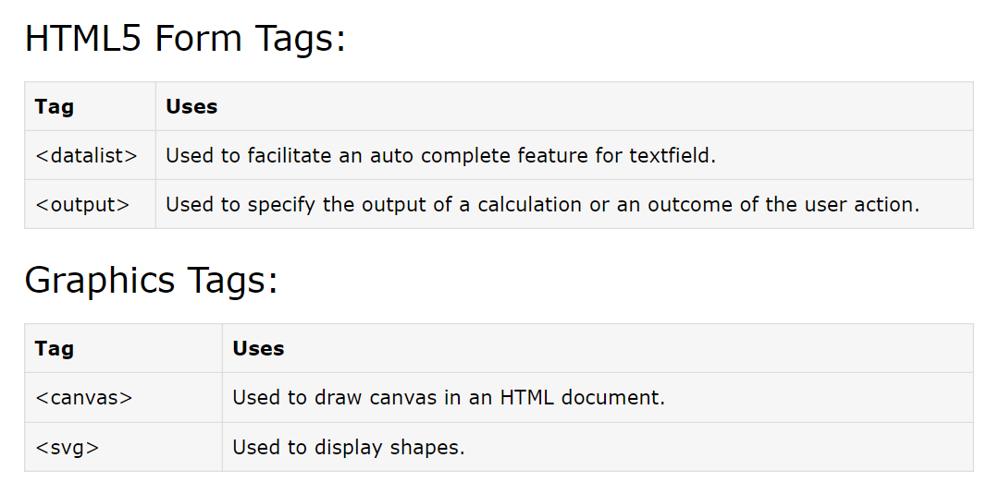 HTML5 Form Tags:
Tag Uses
<datalist> Used to facilitate an auto complete feature for textfield.
<output> Used to specify the output of a calculation or an outcome of the user action.
Graphics Tags:
Tag Uses
<canvas> Used to draw canvas in an HTML document.
<svg> Used to display shapes.